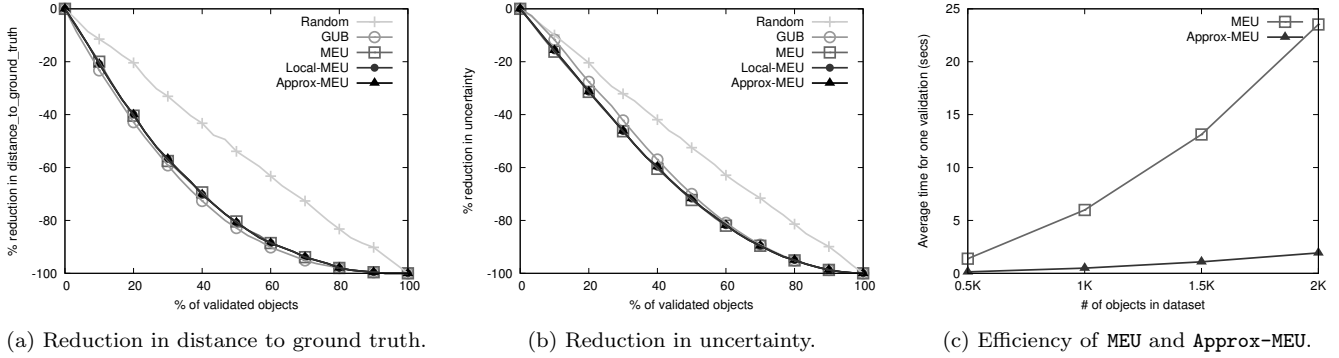 % reduction in distance_to_ground_truth
0
-20
-40
-60
-80
-100
Random
GUB
MEU
Local-MEU
Approx-MEU
0 20 40 60 80 100
% of validated objects
(a) Reduction in distance to ground truth.
% reduction in uncertainty
0
-20
-40
-60
-80
-100
Random
GUB
MEU
Local-MEU
Approx-MEU
0 20 40 60 80 100
% of validated objects
(b) Reduction in uncertainty.
Average time for one validation (secs)
25
20
15
10
5
0
MEU
Approx-MEU
0.5K 1K 1.5K 2K
# of objects in dataset
(c) Efficiency of MEU and Approx-MEU.